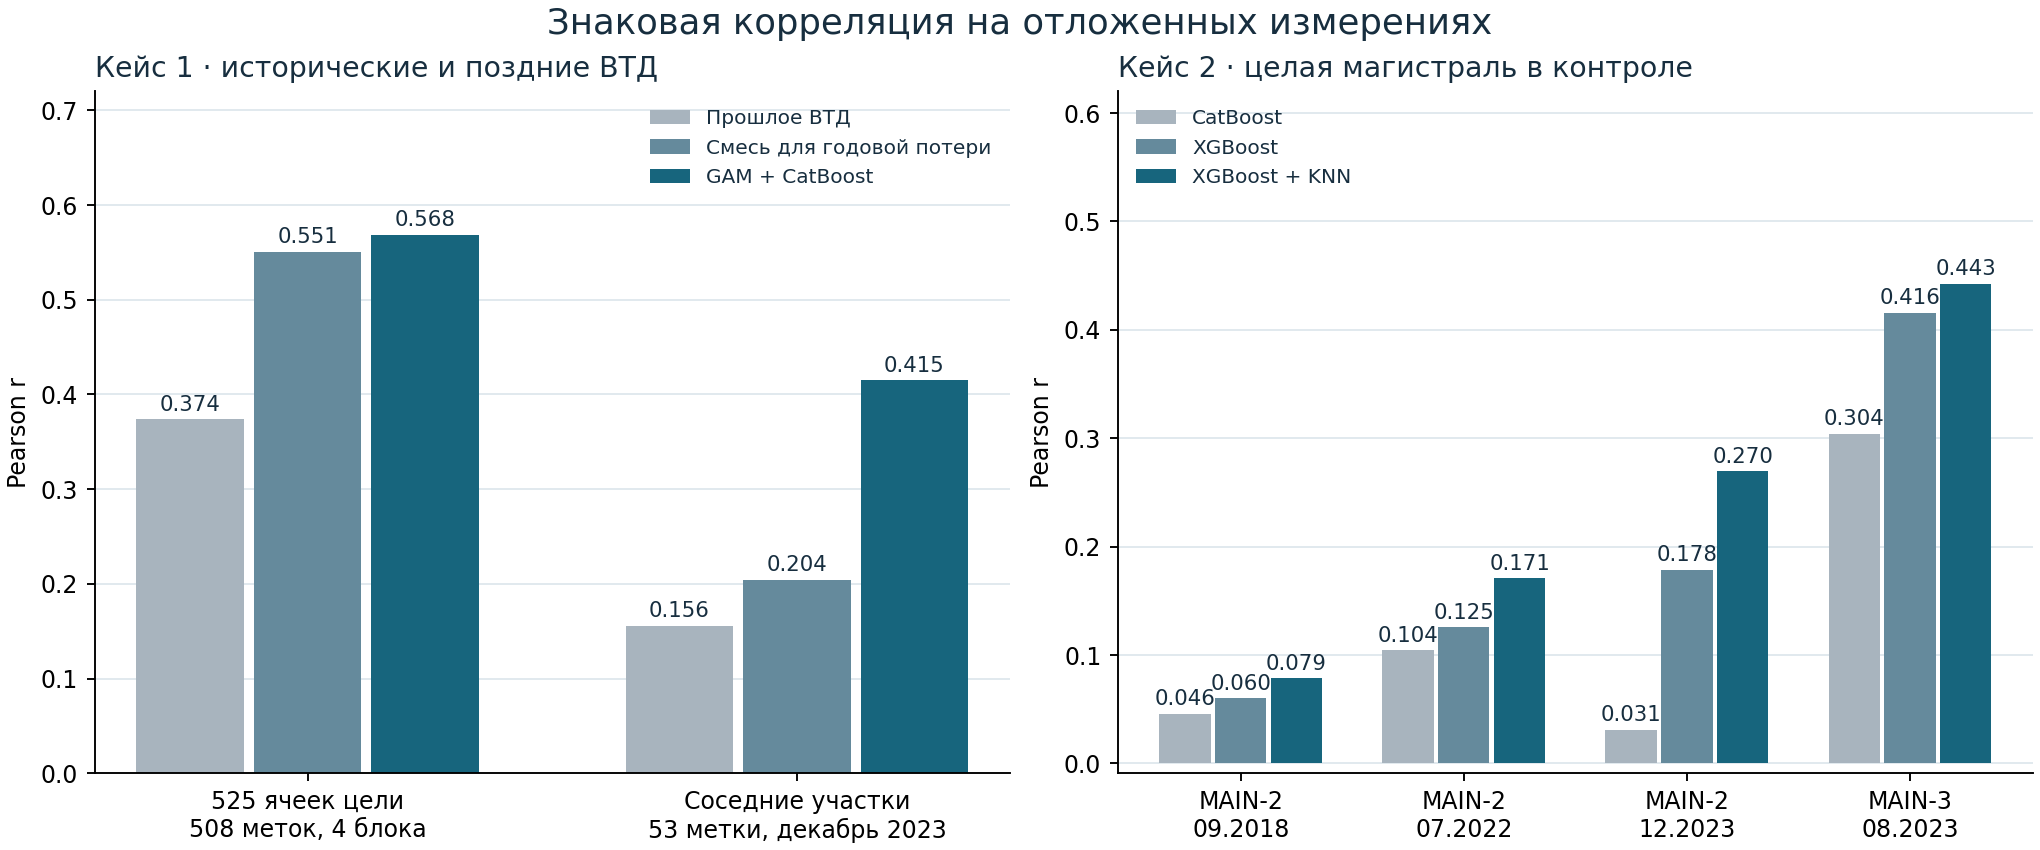 Знаковая корреляция на отложенных измерениях
Кейс 1 · исторические и поздние ВТД
Pearson r
0.7
0.6
0.5
0.4
0.3
0.2
0.1
0.0
Прошлое ВТД
Смесь для годовой потери
GAM + CatBoost
0.374
0.551
0.568
0.156
0.204
0.415
525 ячеек цели
508 меток, 4 блока
Соседние участки
53 метки, декабрь 2023
Кейс 2 · целая магистраль в контроле
Pearson r
0.6
0.5
0.4
0.3
0.2
0.1
0.0
CatBoost
XGBoost
XGBoost + KNN
0.046
0.060
0.079
0.104
0.125
0.171
0.031
0.178
0.270
0.304
0.416
0.443
MAIN-2
09.2018
MAIN-2
07.2022
MAIN-2
12.2023
MAIN-3
08.2023